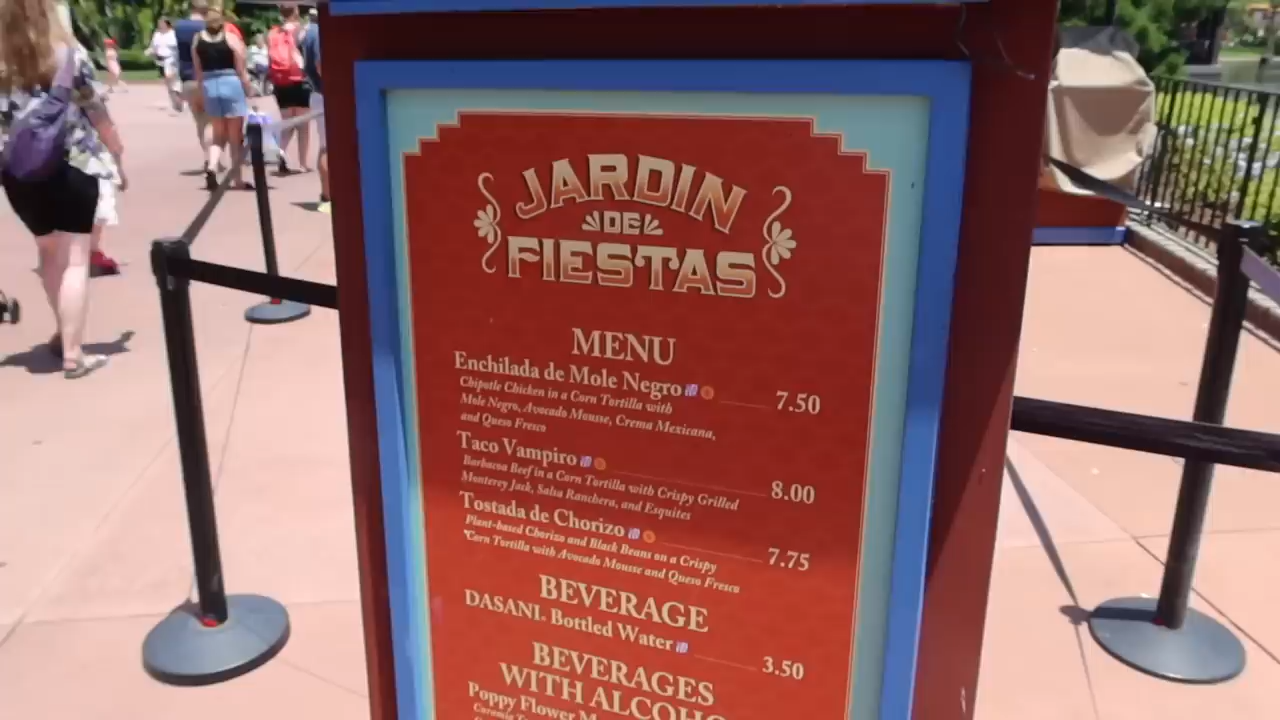 JARDIN
DE
FIESTAS
MENU
Enchilada de Mole Negro 7.50
Chipotle Chicken in a Corn Tortilla with
Mole Negro, Avocado Mousse, Crema Mexicana,
and Queso Fresco
Taco Vampiro 8.00
Barbacoa Beef in a Corn Tortilla with Crispy Grilled
Monterey Jack, Salsa Ranchera, and Esquites
Tostada de Chorizo 7.75
Plant-based Chorizo and Black Beans on a Crispy
Corn Tortilla with Avocado Mousse and Queso Fresco
BEVERAGE
DASANI® Bottled Water 3.50
BEVERAGES
WITH ALCOHO
Poppy Flower